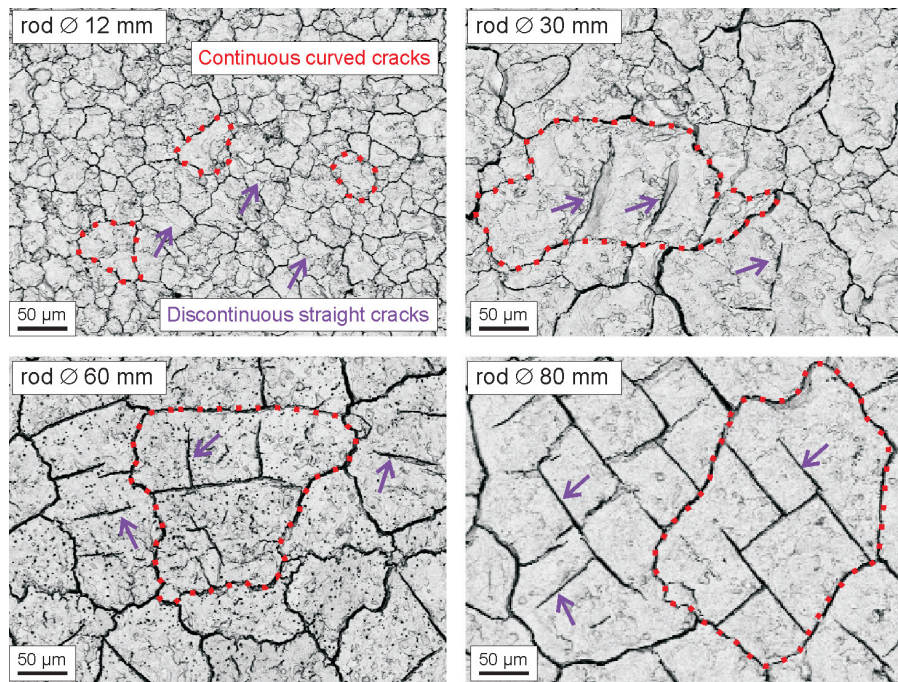 rod Ø 12 mm
Continuous curved cracks
Discontinuous straight cracks
50 µm
rod Ø 30 mm
50 µm
rod Ø 60 mm
50 µm
rod Ø 80 mm
50 µm